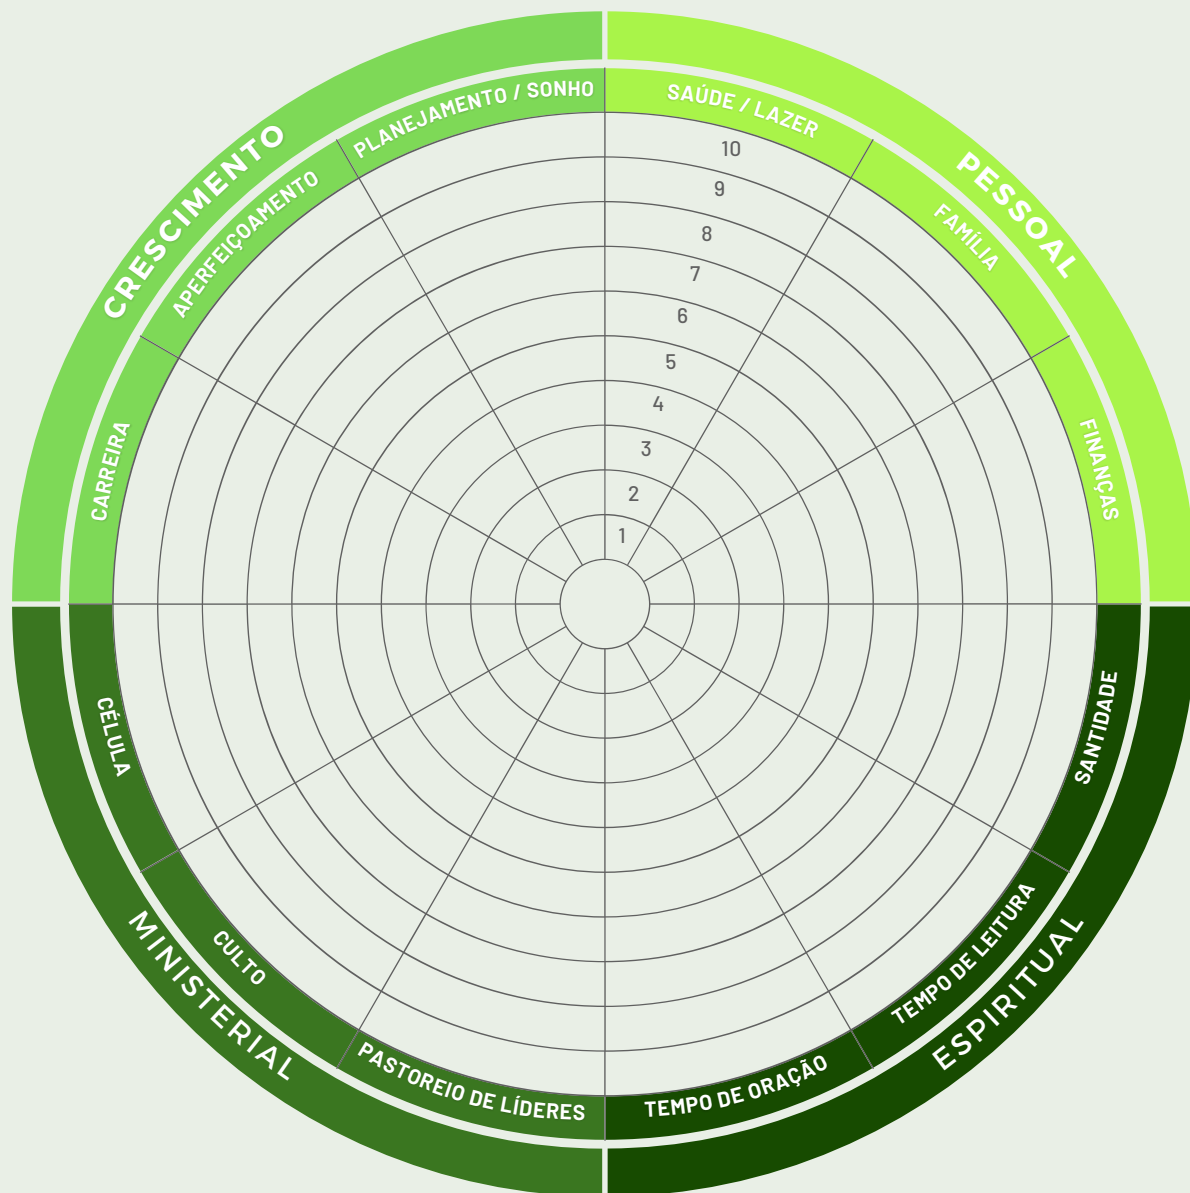 CRESCIMENTO
PESSOAL
PLANEJAMENTO / SONHO
SAÚDE / LAZER
APERFEIÇOAMENTO
FAMÍLIA
CARREIRA
FINANÇAS
10
9
8
7
6
5
4
3
2
1
CÉLULA
SANTIDADE
CULTO
TEMPO DE LEITURA
PASTOREIO DE LÍDERES
TEMPO DE ORAÇÃO
MINISTERIAL
ESPIRITUAL